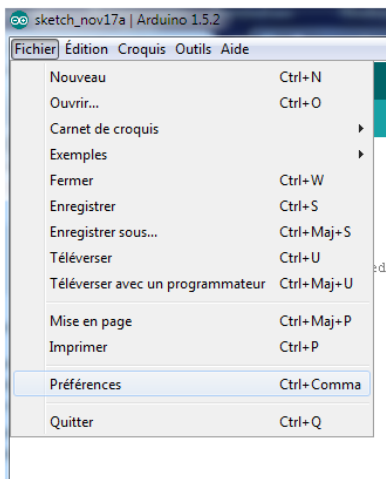 sketch_nov17a | Arduino 1.5.2
Fichier Édition Croquis Outils Aide
Nouveau Ctrl+N
Ouvrir... Ctrl+O
Carnet de croquis
Exemples
Fermer Ctrl+W
Enregistrer Ctrl+S
Enregistrer sous... Ctrl+Maj+S
Téléverser Ctrl+U
Téléverser avec un programmateur Ctrl+Maj+U
Mise en page Ctrl+Maj+P
Imprimer Ctrl+P
Préférences Ctrl+Comma
Quitter Ctrl+Q